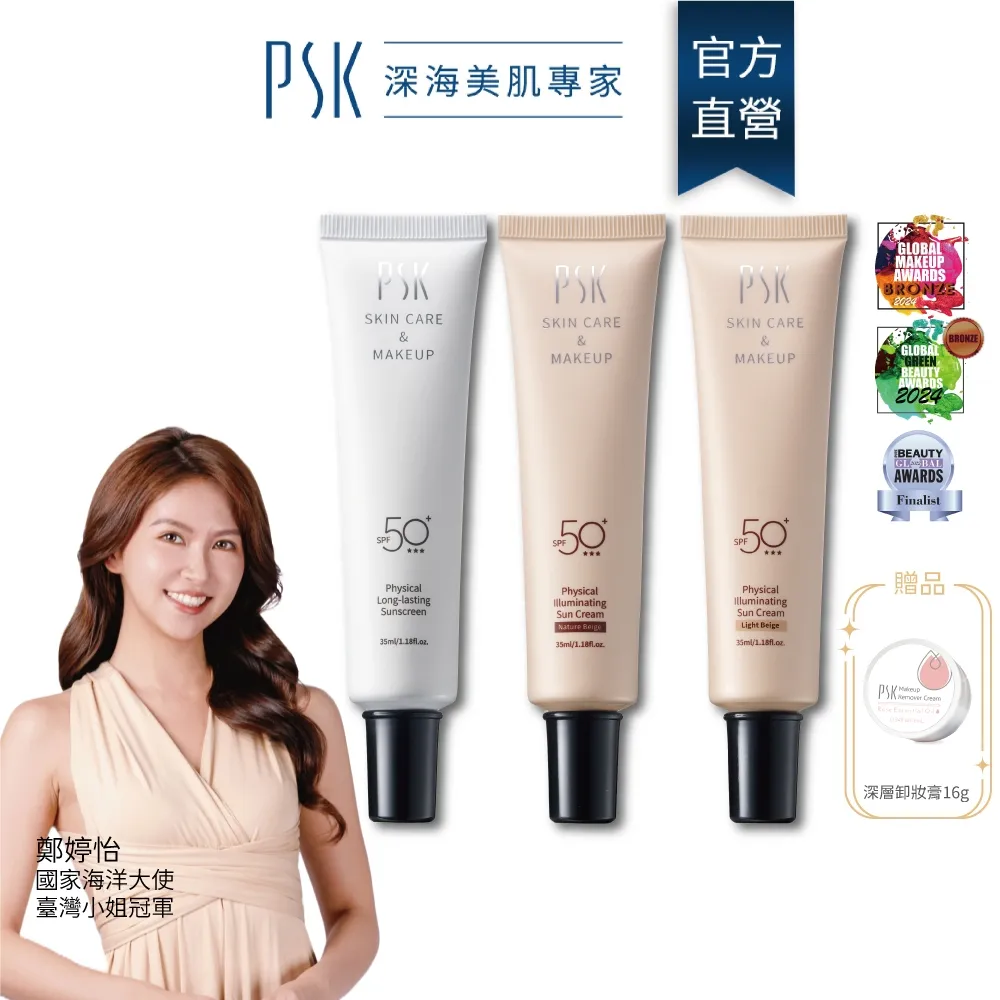 PSK 深海美肌專家
官方
直營
PSK
SKIN CARE
&
MAKEUP
SPF 50+
★★★
Physical
Long-lasting
Sunscreen
35ml/1.18fl.oz.
PSK
SKIN CARE
&
MAKEUP
SPF 50+
★★★
Physical
Illuminating
Sun Cream
Nature Beige
35ml/1.18fl.oz.
PSK
SKIN CARE
&
MAKEUP
SPF 50+
★★★
Physical
Illuminating
Sun Cream
Light Beige
35ml/1.18fl.oz.
GLOBAL
MAKEUP
AWARDS
BRONZE
2024
BRONZE
GLOBAL
GREEN
BEAUTY
AWARDS
2024
BEAUTY
GLOBAL
AWARDS
Finalist
贈品
PSK Makeup
Remover Cream
深層卸妝膏16g
鄭婷怡
國家海洋大使
臺灣小姐冠軍